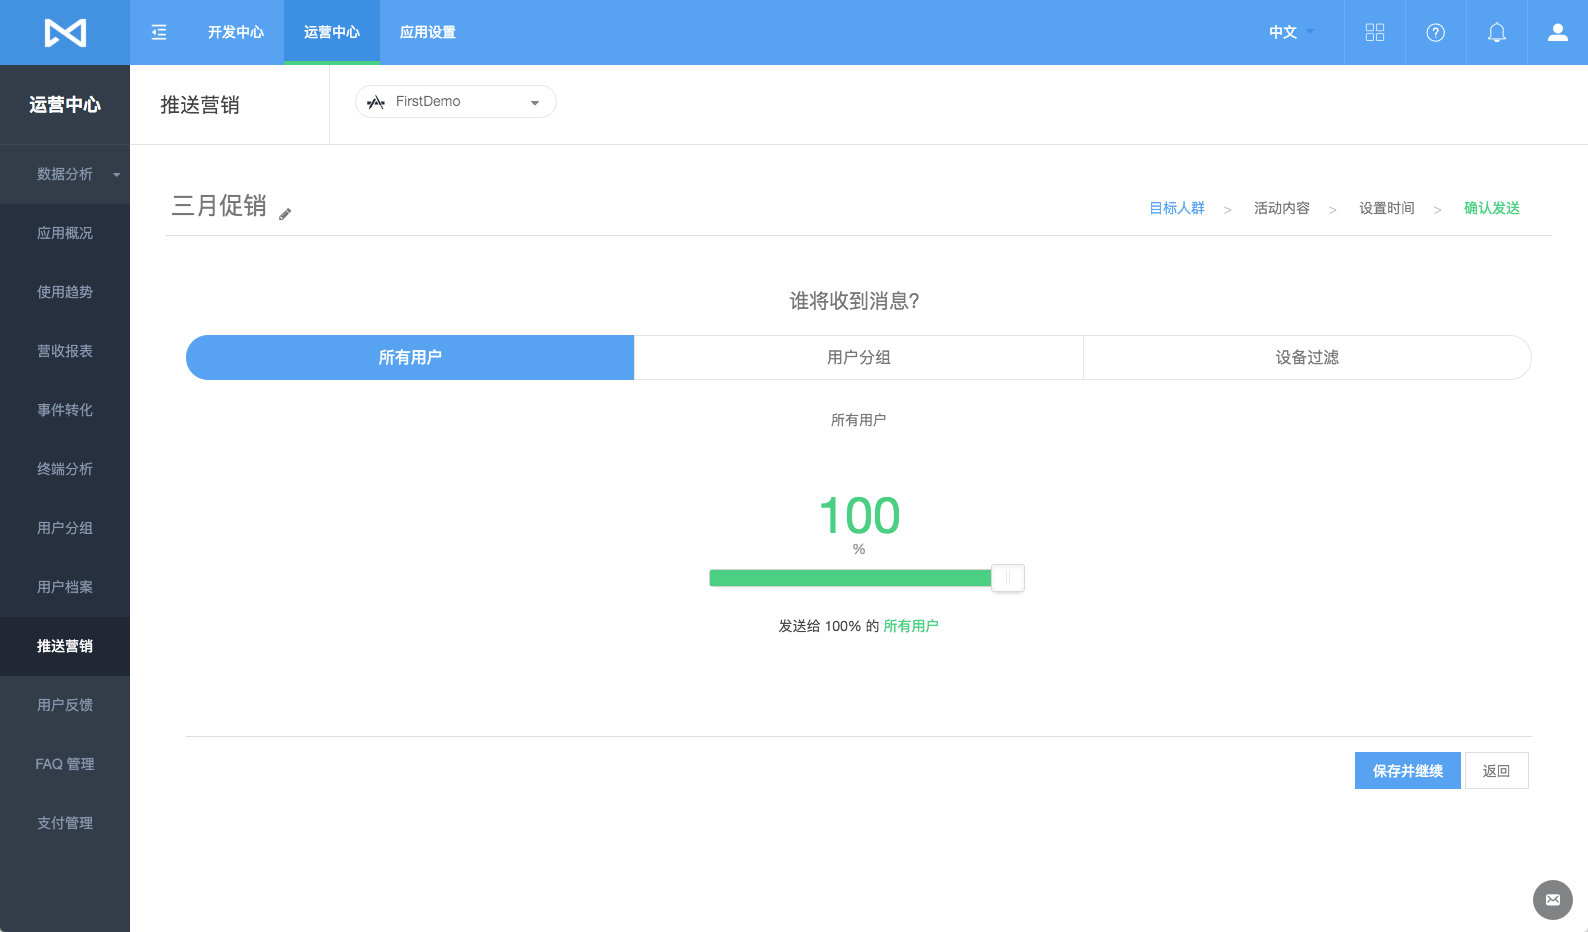 开发中心 运营中心 应用设置 中文
运营中心
推送营销
FirstDemo
数据分析
应用概况
使用趋势
营收报表
事件转化
终端分析
用户分组
用户档案
推送营销
用户反馈
FAQ 管理
支付管理
三月促销
目标人群 > 活动内容 > 设置时间 > 确认发送
谁将收到消息?
所有用户 用户分组 设备过滤
所有用户
100
%
发送给 100% 的 所有用户
保存并继续 返回